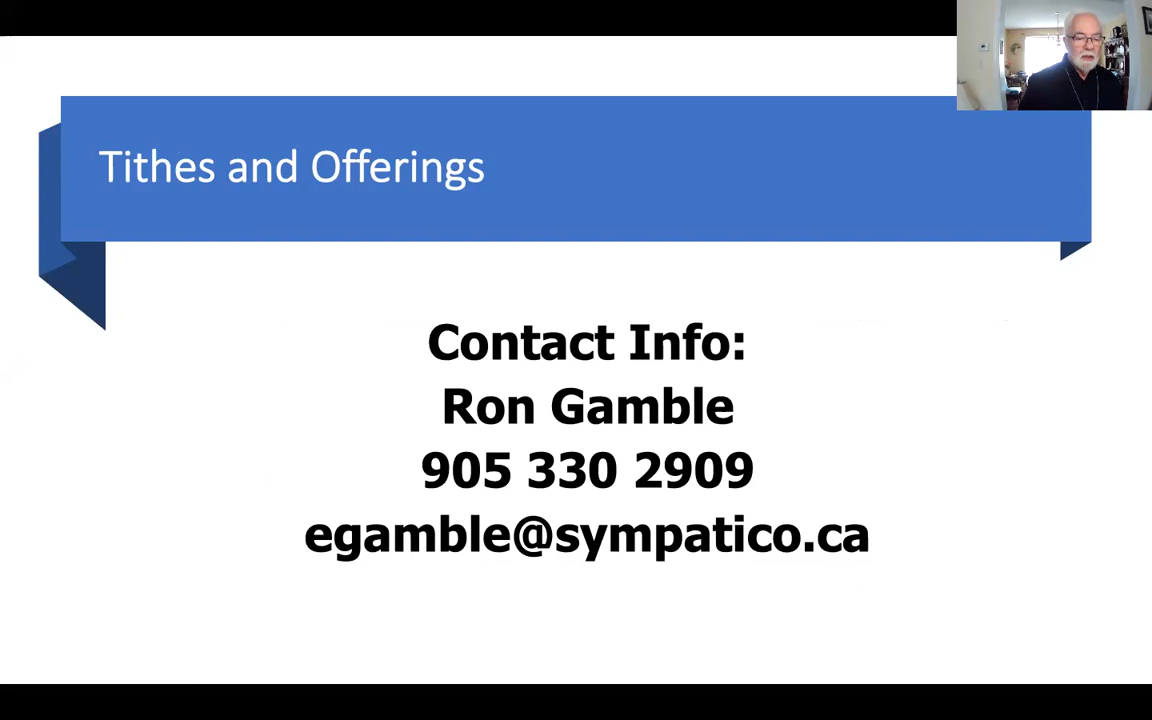 Tithes and Offerings
Contact Info:
Ron Gamble
905 330 2909
egamble@sympatico.ca